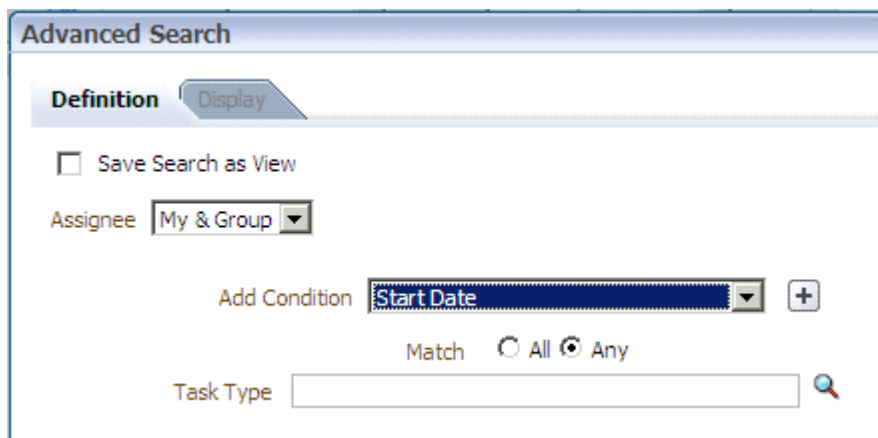 Advanced Search
Definition Display
Save Search as View
Assignee My & Group
Add Condition Start Date
Match All Any
Task Type